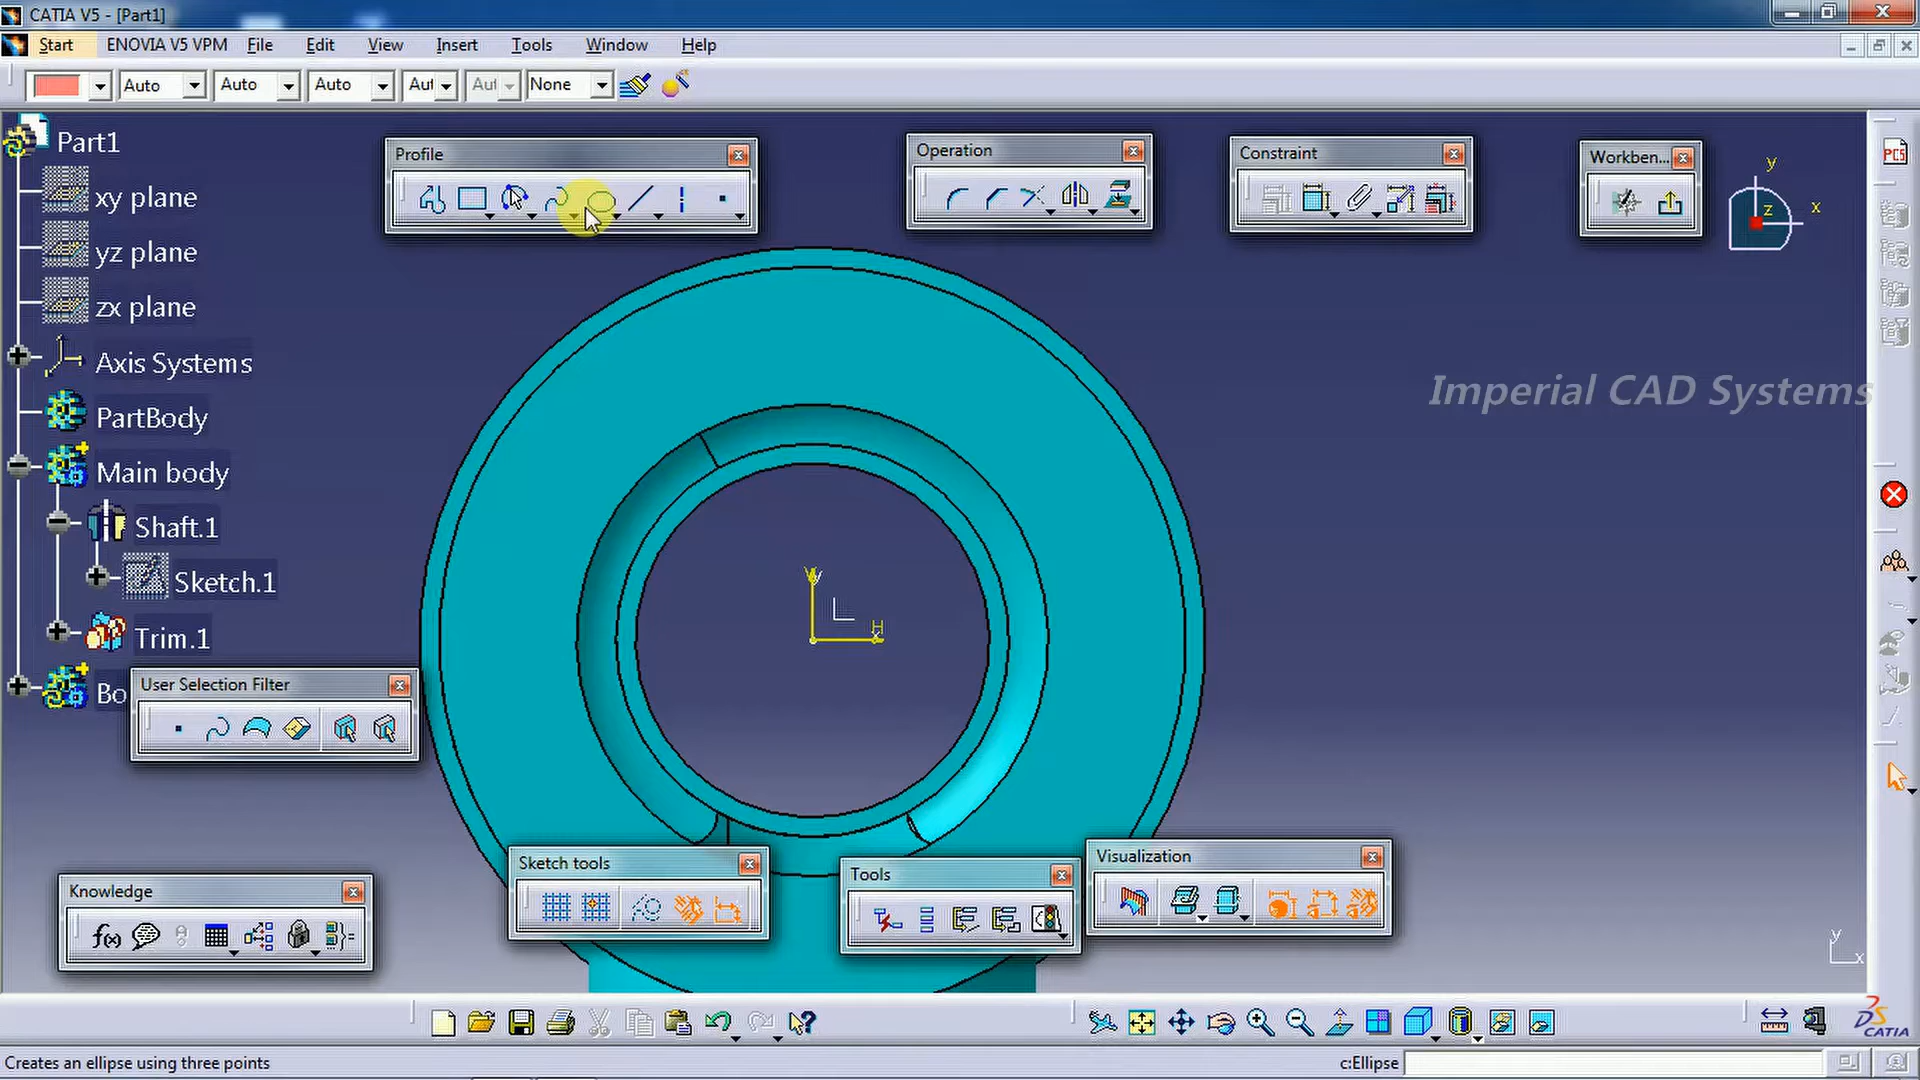 CATIA V5 - [Part1]
Start ENOVIA V5 VPM File Edit View Insert Tools Window Help
Auto Auto Auto Aut Aut None
Part1
xy plane
yz plane
zx plane
Axis Systems
PartBody
Main body
Shaft.1
Sketch.1
Trim.1
Bo
Profile
Operation
Constraint
Workben...
y
z
x
PCS
Imperial CAD Systems
y
H
x
User Selection Filter
Knowledge
f(x)
Sketch tools
Tools
Visualization
y
x
DS
CATIA
Creates an ellipse using three points
c:Ellipse